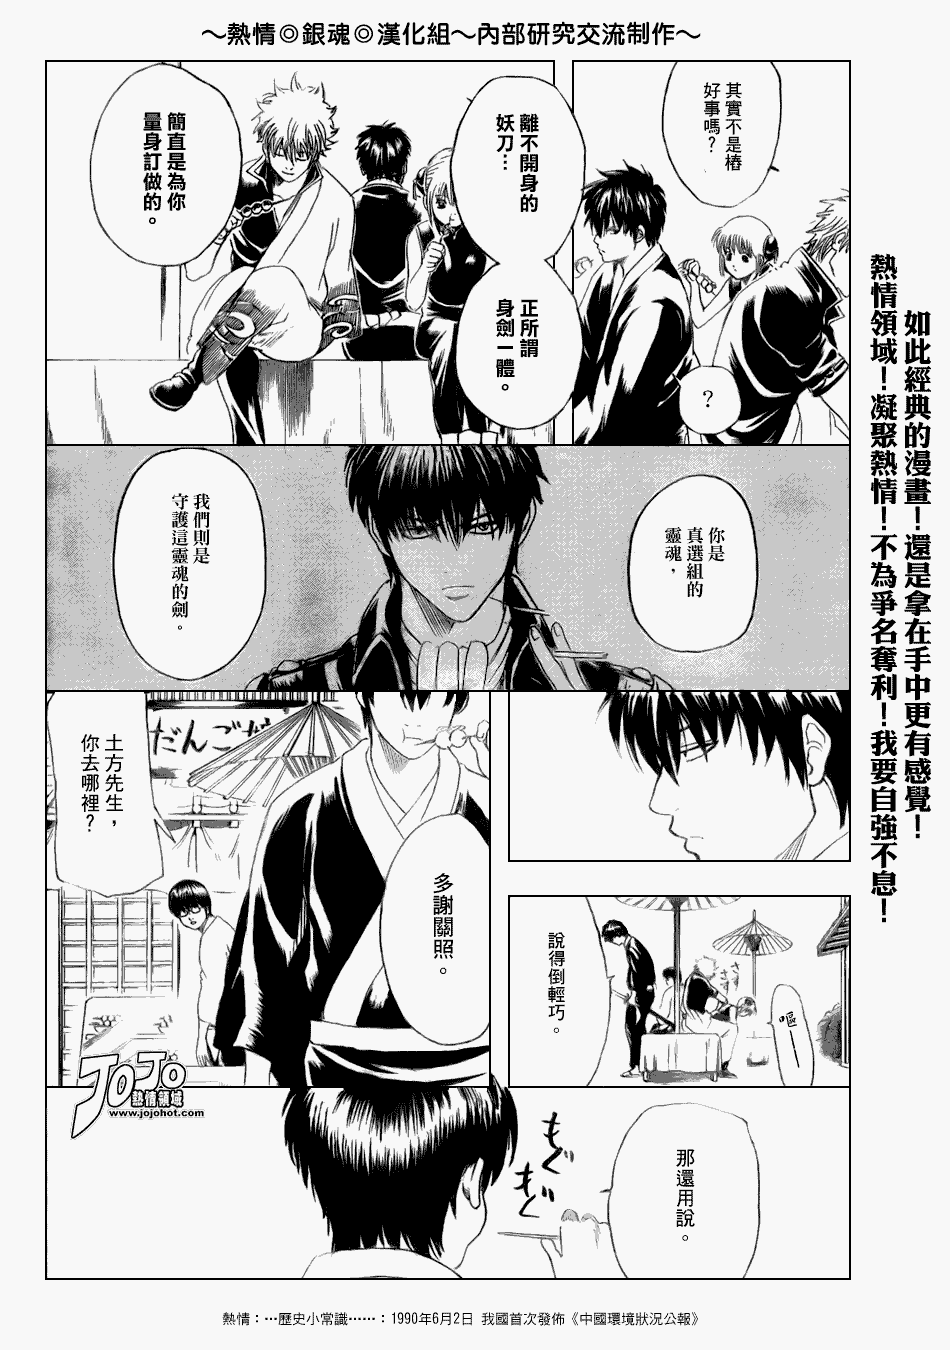 ～熱情◎銀魂◎漢化組～內部研究交流制作～
其實不是樁
好事嗎？
？
離不開身的
妖刀…
正所謂
身劍一體。
簡直是為你
量身訂做的。
你是
真選組的
靈魂，
我們則是
守護這靈魂的劍。
如此經典的漫畫！還是拿在手中更有感覺！
熱情領域！凝聚熱情！不為爭名奪利！我要自強不息！
だんご
土方先生，
你去哪裡？
多謝關照。
說得倒輕巧。
嘔——
那還用說。
もぐ
もぐ
JOJO
熱情領域
www.jojohot.com
熱情：…歷史小常識……：1990年6月2日 我國首次發佈《中國環境狀況公報》